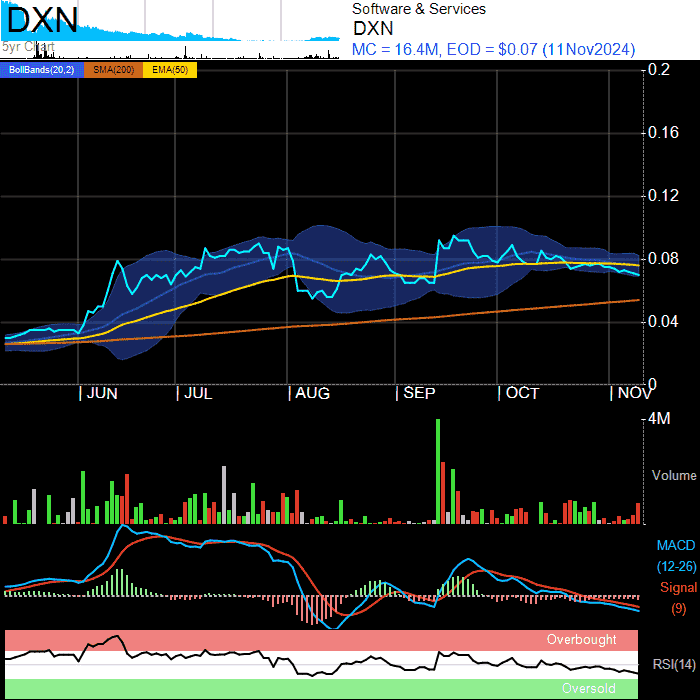 DXN
5yr Chart
Software & Services
DXN
MC = 16.4M, EOD = $0.07 (11Nov2024)
BollBands(20,2) SMA(200) EMA(50)
0.2
0.16
0.12
0.08
0.04
0
JUN JUL AUG SEP OCT NOV
4M
Volume
MACD
(12-26)
Signal
(9)
Overbought
RSI(14)
Oversold